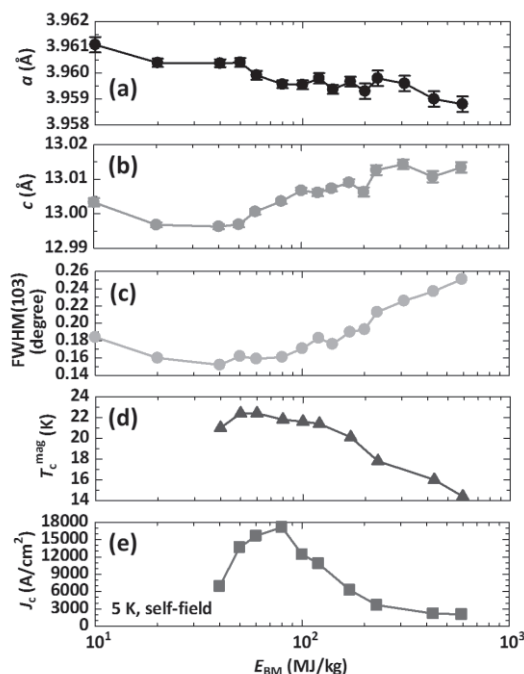 3.962
3.961
3.960
3.959
3.958
a (Å)
(a)
13.02
13.01
13.00
12.99
c (Å)
(b)
0.26
0.24
0.22
0.20
0.18
0.16
0.14
FWHM(103)
(degree)
(c)
24
22
20
18
16
14
Tc^mag (K)
(d)
18000
15000
12000
9000
6000
3000
0
Jc (A/cm²)
(e)
5 K, self-field
10¹ 10² 10³
E_BM (MJ/kg)